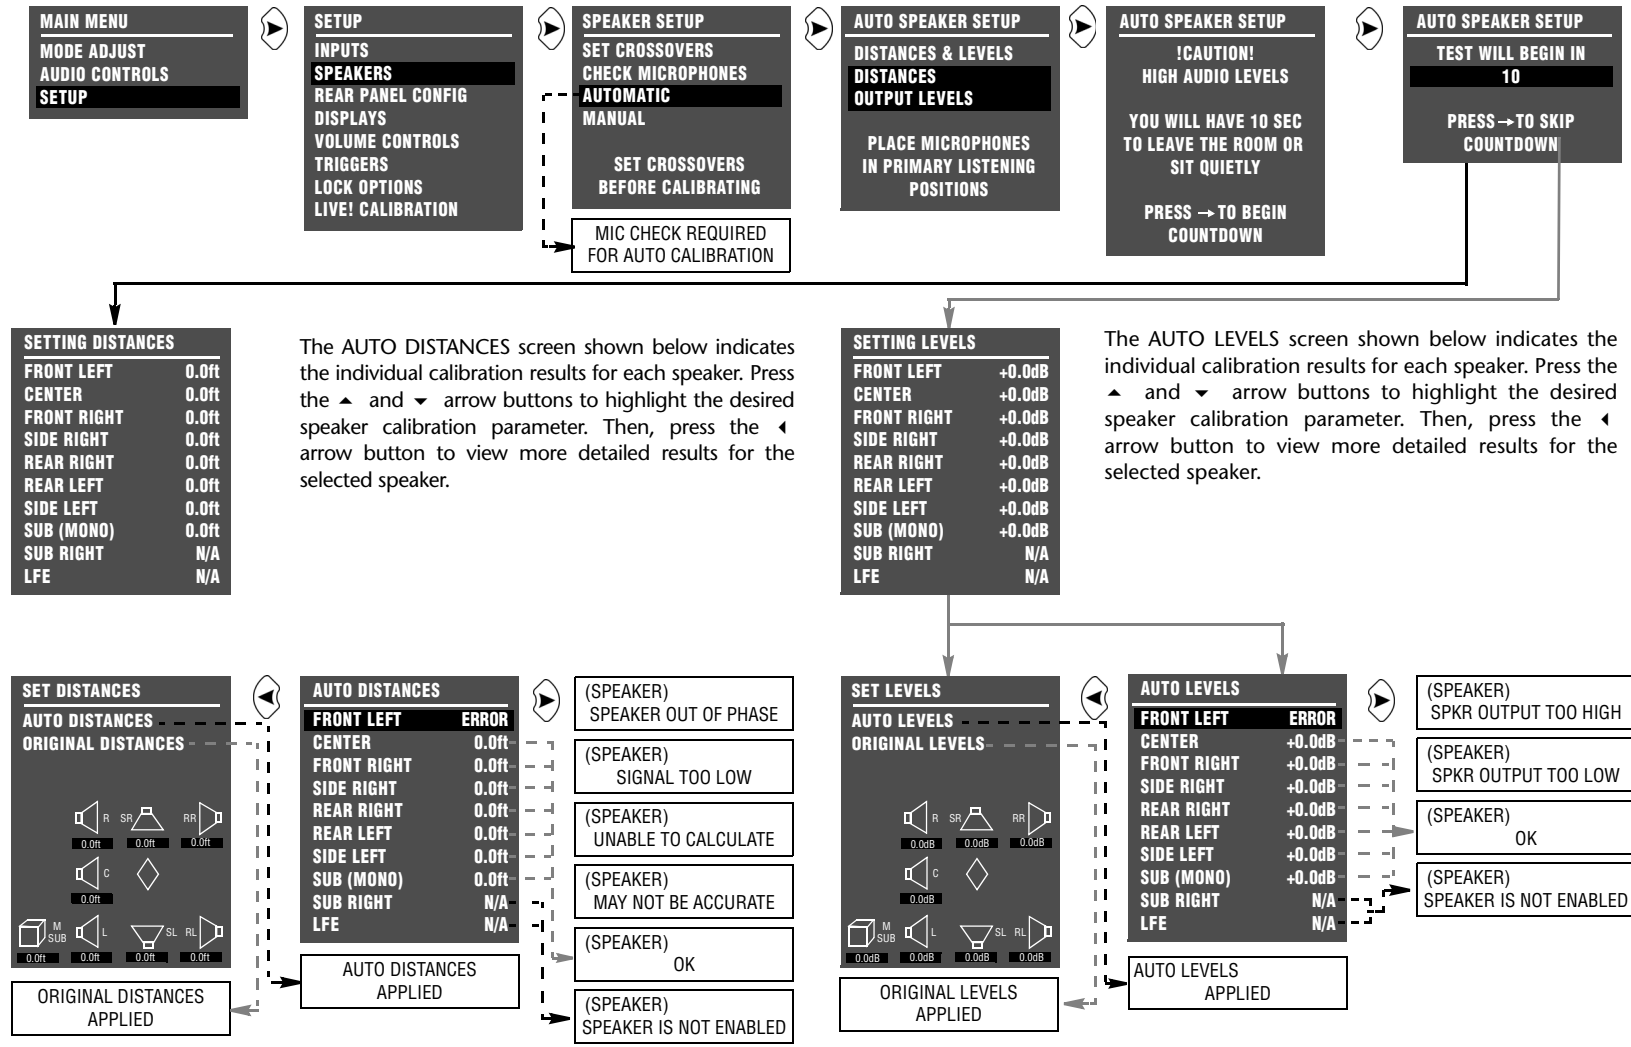 MAIN MENU
MODE ADJUST
AUDIO CONTROLS
SETUP
SETUP
INPUTS
SPEAKERS
REAR PANEL CONFIG
DISPLAYS
VOLUME CONTROLS
TRIGGERS
LOCK OPTIONS
LIVE! CALIBRATION
SPEAKER SETUP
SET CROSSOVERS
CHECK MICROPHONES
AUTOMATIC
MANUAL
SET CROSSOVERS
BEFORE CALIBRATING
MIC CHECK REQUIRED
FOR AUTO CALIBRATION
AUTO SPEAKER SETUP
DISTANCES & LEVELS
DISTANCES
OUTPUT LEVELS
PLACE MICROPHONES
IN PRIMARY LISTENING
POSITIONS
AUTO SPEAKER SETUP
!CAUTION!
HIGH AUDIO LEVELS
YOU WILL HAVE 10 SEC
TO LEAVE THE ROOM OR
SIT QUIETLY
PRESS → TO BEGIN
COUNTDOWN
AUTO SPEAKER SETUP
TEST WILL BEGIN IN
10
PRESS → TO SKIP
COUNTDOWN
SETTING DISTANCES
FRONT LEFT 0.0ft
CENTER 0.0ft
FRONT RIGHT 0.0ft
SIDE RIGHT 0.0ft
REAR RIGHT 0.0ft
REAR LEFT 0.0ft
SIDE LEFT 0.0ft
SUB (MONO) 0.0ft
SUB RIGHT N/A
LFE N/A
The AUTO DISTANCES screen shown below indicates
the individual calibration results for each speaker. Press
the ▲ and ▼ arrow buttons to highlight the desired
speaker calibration parameter. Then, press the ◀
arrow button to view more detailed results for the
selected speaker.
SETTING LEVELS
FRONT LEFT +0.0dB
CENTER +0.0dB
FRONT RIGHT +0.0dB
SIDE RIGHT +0.0dB
REAR RIGHT +0.0dB
REAR LEFT +0.0dB
SIDE LEFT +0.0dB
SUB (MONO) +0.0dB
SUB RIGHT N/A
LFE N/A
The AUTO LEVELS screen shown below indicates the
individual calibration results for each speaker. Press the
▲ and ▼ arrow buttons to highlight the desired
speaker calibration parameter. Then, press the ◀
arrow button to view more detailed results for the
selected speaker.
SET DISTANCES
AUTO DISTANCES
ORIGINAL DISTANCES
R SR RR
0.0ft 0.0ft 0.0ft
C
0.0ft
M SUB L SL RL
0.0ft 0.0ft 0.0ft 0.0ft
ORIGINAL DISTANCES
APPLIED
AUTO DISTANCES
FRONT LEFT ERROR
CENTER 0.0ft
FRONT RIGHT 0.0ft
SIDE RIGHT 0.0ft
REAR RIGHT 0.0ft
REAR LEFT 0.0ft
SIDE LEFT 0.0ft
SUB (MONO) 0.0ft
SUB RIGHT N/A
LFE N/A
AUTO DISTANCES
APPLIED
(SPEAKER)
SPEAKER OUT OF PHASE
(SPEAKER)
SIGNAL TOO LOW
(SPEAKER)
UNABLE TO CALCULATE
(SPEAKER)
MAY NOT BE ACCURATE
(SPEAKER)
OK
(SPEAKER)
SPEAKER IS NOT ENABLED
SET LEVELS
AUTO LEVELS
ORIGINAL LEVELS
R SR RR
0.0dB 0.0dB 0.0dB
C
0.0dB
M SUB L SL RL
0.0dB 0.0dB 0.0dB 0.0dB
ORIGINAL LEVELS
APPLIED
AUTO LEVELS
FRONT LEFT ERROR
CENTER +0.0dB
FRONT RIGHT +0.0dB
SIDE RIGHT +0.0dB
REAR RIGHT +0.0dB
REAR LEFT +0.0dB
SIDE LEFT +0.0dB
SUB (MONO) +0.0dB
SUB RIGHT N/A
LFE N/A
AUTO LEVELS
APPLIED
(SPEAKER)
SPKR OUTPUT TOO HIGH
(SPEAKER)
SPKR OUTPUT TOO LOW
(SPEAKER)
OK
(SPEAKER)
SPEAKER IS NOT ENABLED